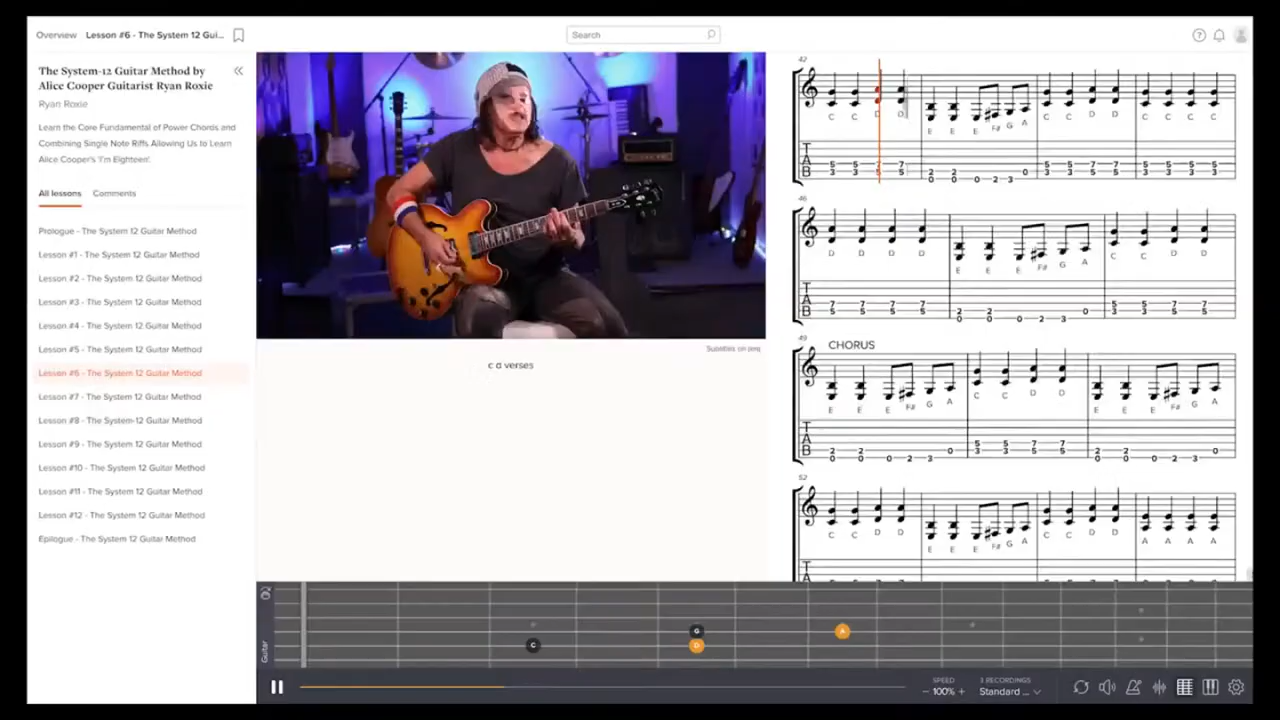 Overview Lesson #6 - The System 12 Gui...
Search
The System-12 Guitar Method by
Alice Cooper Guitarist Ryan Roxie
Ryan Roxie
Learn the Core Fundamental of Power Chords and
Combining Single Note Riffs Allowing Us to Learn
Alice Cooper's 'I'm Eighteen'.
All lessons Comments
Prologue - The System 12 Guitar Method
Lesson #1 - The System 12 Guitar Method
Lesson #2 - The System 12 Guitar Method
Lesson #3 - The System 12 Guitar Method
Lesson #4 - The System 12 Guitar Method
Lesson #5 - The System 12 Guitar Method
Lesson #6 - The System 12 Guitar Method
Lesson #7 - The System 12 Guitar Method
Lesson #8 - The System-12 Guitar Method
Lesson #9 - The System 12 Guitar Method
Lesson #10 - The System 12 Guitar Method
Lesson #11 - The System 12 Guitar Method
Lesson #12 - The System 12 Guitar Method
Epilogue - The System 12 Guitar Method
c d verses
42
C C D D E E E F# G A C C D D C C C C
46
D D D D E E E F# G A C C D D
49
CHORUS
E E E F# G A C C D D E E E F# G A
52
C C D D E E E F# G A C C D D A A A A
G A
C D
Guitar
SPEED
− 100% +
3 RECORDINGS
Standard ...